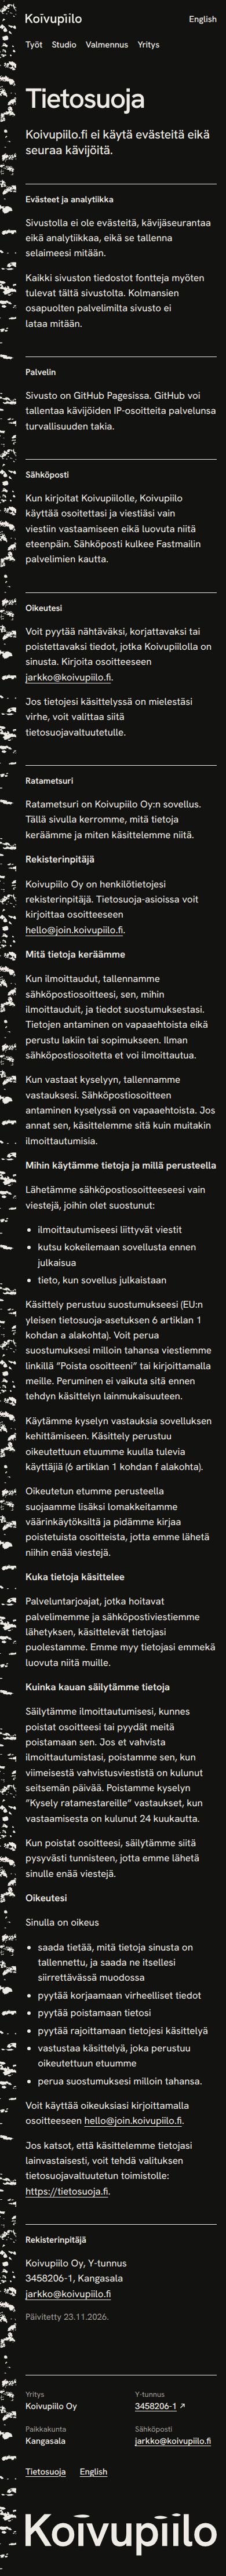 Koivupiilo
English
Työt Studio Valmennus Yritys
Tietosuoja
Koivupiilo.fi ei käytä evästeitä eikä
seuraa kävijöitä.
Evästeet ja analytiikka
Sivustolla ei ole evästeitä, kävijäseurantaa
eikä analytiikkaa, eikä se tallenna
selaimeesi mitään.
Kaikki sivuston tiedostot fontteja myöten
tulevat tältä sivustolta. Kolmansien
osapuolten palvelimilta sivusto ei
lataa mitään.
Palvelin
Sivusto on GitHub Pagesissa. GitHub voi
tallentaa kävijöiden IP-osoitteita palvelunsa
turvallisuuden takia.
Sähköposti
Kun kirjoitat Koivupiilolle, Koivupiilo
käyttää osoitettasi ja viestiäsi vain
viestiin vastaamiseen eikä luovuta niitä
eteenpäin. Sähköposti kulkee Fastmailin
palvelimien kautta.
Oikeutesi
Voit pyytää nähtäväksi, korjattavaksi tai
poistettavaksi tiedot, jotka Koivupiilolla on
sinusta. Kirjoita osoitteeseen
jarkko@koivupiilo.fi.
Jos tietojesi käsittelyssä on mielestäsi
virhe, voit valittaa siitä
tietosuojavaltuutetulle.
Ratametsuri
Ratametsuri on Koivupiilo Oy:n sovellus.
Tällä sivulla kerromme, mitä tietoja
keräämme ja miten käsittelemme niitä.
Rekisterinpitäjä
Koivupiilo Oy on henkilötietojesi
rekisterinpitäjä. Tietosuoja-asioissa voit
kirjoittaa osoitteeseen
hello@join.koivupiilo.fi.
Mitä tietoja keräämme
Kun ilmoittaudut, tallennamme
sähköpostiosoitteesi, sen, mihin
ilmoittauduit, ja tiedot suostumuksestasi.
Tietojen antaminen on vapaaehtoista eikä
perustu lakiin tai sopimukseen. Ilman
sähköpostiosoitetta et voi ilmoittautua.
Kun vastaat kyselyyn, tallennamme
vastauksesi. Sähköpostiosoitteen
antaminen kyselyssä on vapaaehtoista. Jos
annat sen, käsittelemme sitä kuin muitakin
ilmoittautumisia.
Mihin käytämme tietoja ja millä perusteella
Lähetämme sähköpostiosoitteeseesi vain
viestejä, joihin olet suostunut:
• ilmoittautumiseesi liittyvät viestit
• kutsu kokeilemaan sovellusta ennen
julkaisua
• tieto, kun sovellus julkaistaan
Käsittely perustuu suostumukseesi (EU:n
yleisen tietosuoja-asetuksen 6 artiklan 1
kohdan a alakohta). Voit perua
suostumuksesi milloin tahansa viestiemme
linkillä ”Poista osoitteeni” tai kirjoittamalla
meille. Peruminen ei vaikuta sitä ennen
tehdyn käsittelyn lainmukaisuuteen.
Käytämme kyselyn vastauksia sovelluksen
kehittämiseen. Käsittely perustuu
oikeutettuun etuumme kuulla tulevia
käyttäjiä (6 artiklan 1 kohdan f alakohta).
Oikeutetun etumme perusteella
suojaamme lisäksi lomakkeitamme
väärinkäytöksiltä ja pidämme kirjaa
poistetuista osoitteista, jotta emme lähetä
niihin enää viestejä.
Kuka tietoja käsittelee
Palveluntarjoajat, jotka hoitavat
palvelimemme ja sähköpostiviestiemme
lähetyksen, käsittelevät tietojasi
puolestamme. Emme myy tietojasi emmekä
luovuta niitä muille.
Kuinka kauan säilytämme tietoja
Säilytämme ilmoittautumisesi, kunnes
poistat osoitteesi tai pyydät meitä
poistamaan sen. Jos et vahvista
ilmoittautumistasi, poistamme sen, kun
viimeisestä vahvistusviestistä on kulunut
seitsemän päivää. Poistamme kyselyn
”Kysely ratamestareille” vastaukset, kun
vastaamisesta on kulunut 24 kuukautta.
Kun poistat osoitteesi, säilytämme siitä
pysyvästi tunnisteen, jotta emme lähetä
sinulle enää viestejä.
Oikeutesi
Sinulla on oikeus
• saada tietää, mitä tietoja sinusta on
tallennettu, ja saada ne itsellesi
siirrettävässä muodossa
• pyytää korjaamaan virheelliset tiedot
• pyytää poistamaan tietosi
• pyytää rajoittamaan tietojesi käsittelyä
• vastustaa käsittelyä, joka perustuu
oikeutettuun etuumme
• perua suostumuksesi milloin tahansa.
Voit käyttää oikeuksiasi kirjoittamalla
osoitteeseen hello@join.koivupiilo.fi.
Jos katsot, että käsittelemme tietojasi
lainvastaisesti, voit tehdä valituksen
tietosuojavaltuutetun toimistolle:
https://tietosuoja.fi.
Rekisterinpitäjä
Koivupiilo Oy, Y-tunnus
3458206-1, Kangasala
jarkko@koivupiilo.fi
Päivitetty 23.11.2026.
Yritys
Koivupiilo Oy
Y-tunnus
3458206-1 ↗
Paikkakunta
Kangasala
Sähköposti
jarkko@koivupiilo.fi
Tietosuoja English
Koivupiilo